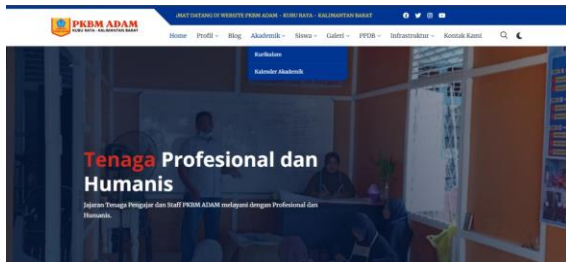 MAT DATANG DI WEBSITE PKBM ADAM - KUBU RAYA - KALIMANTAN BARAT
PKBM ADAM
KUBU RAYA - KALIMANTAN BARAT
Home Profil Blog Akademik Siswa Galeri PPDB Infrastruktur Kontak Kami
Kurikulum
Kalender Akademik
Tenaga Profesional dan
Humanis
Jajaran Tenaga Pengajar dan Staff PKBM ADAM melayani dengan Profesional dan
Humanis.